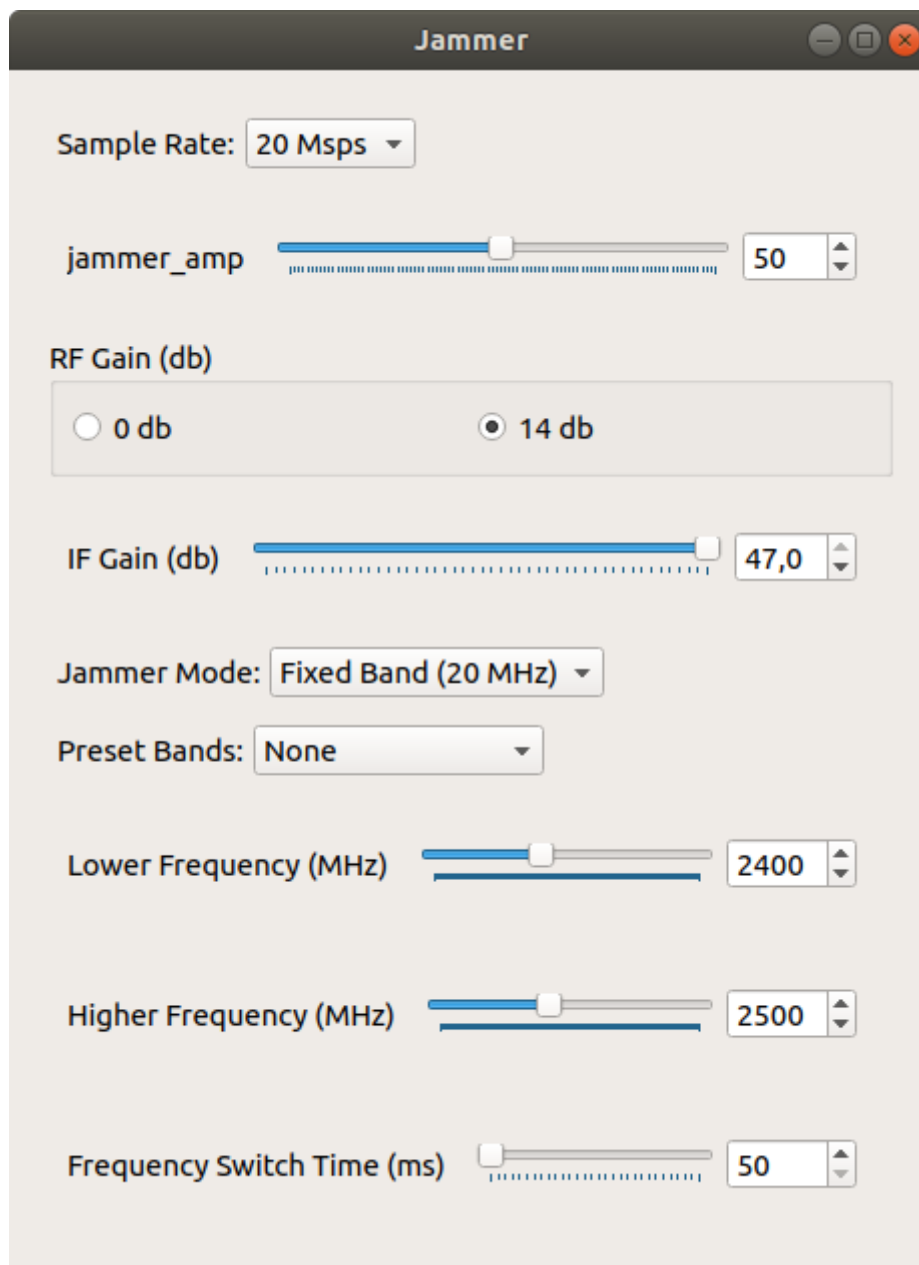 Jammer
Sample Rate: 20 Msps
jammer_amp 50
RF Gain (db)
0 db 14 db
IF Gain (db) 47,0
Jammer Mode: Fixed Band (20 MHz)
Preset Bands: None
Lower Frequency (MHz) 2400
Higher Frequency (MHz) 2500
Frequency Switch Time (ms) 50